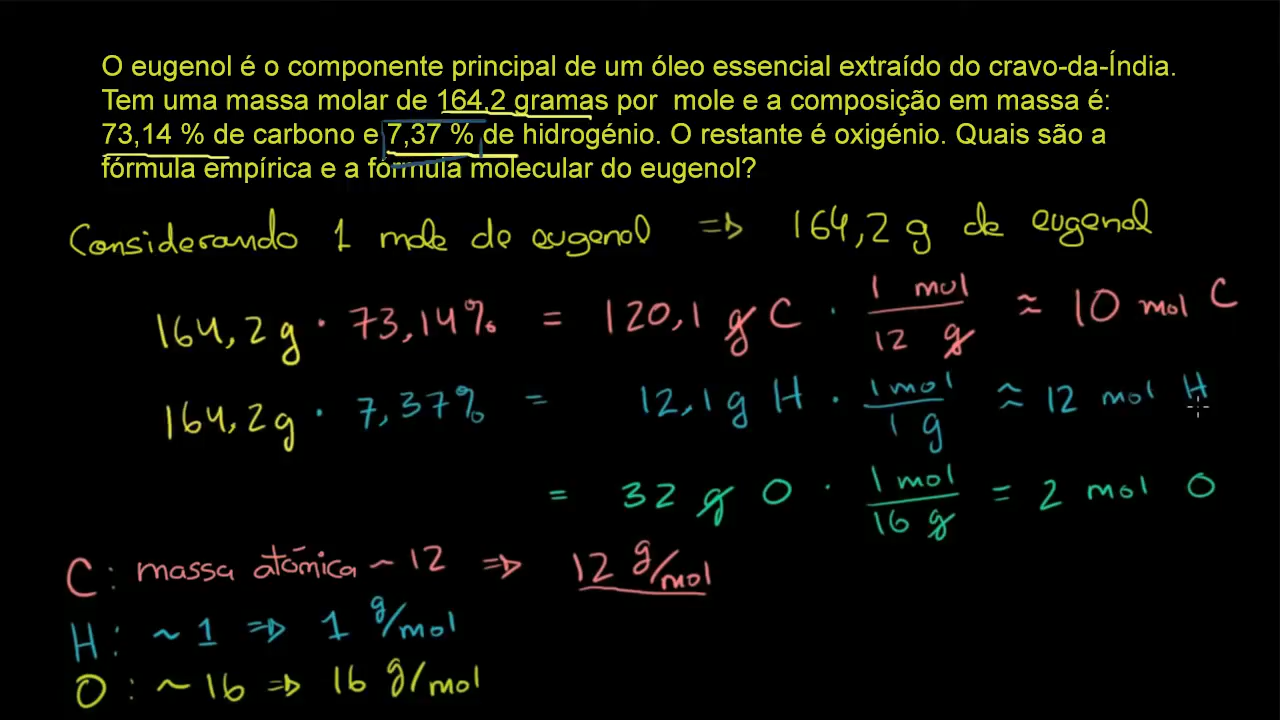 O eugenol é o componente principal de um óleo essencial extraído do cravo-da-Índia.
Tem uma massa molar de 164,2 gramas por mole e a composição em massa é:
73,14 % de carbono e 7,37 % de hidrogénio. O restante é oxigénio. Quais são a
fórmula empírica e a fórmula molecular do eugenol?
Considerando 1 mole de eugenol => 164,2 g de eugenol
164,2g · 73,14% = 120,1 g C · 1 mol / 12 g ≈ 10 mol C
164,2g · 7,37% = 12,1g H · 1 mol / 1 g ≈ 12 mol H
= 32 g O · 1 mol / 16 g = 2 mol O
C: massa atómica ~ 12 => 12 g/mol
H: ~ 1 => 1 g/mol
O: ~ 16 => 16 g/mol